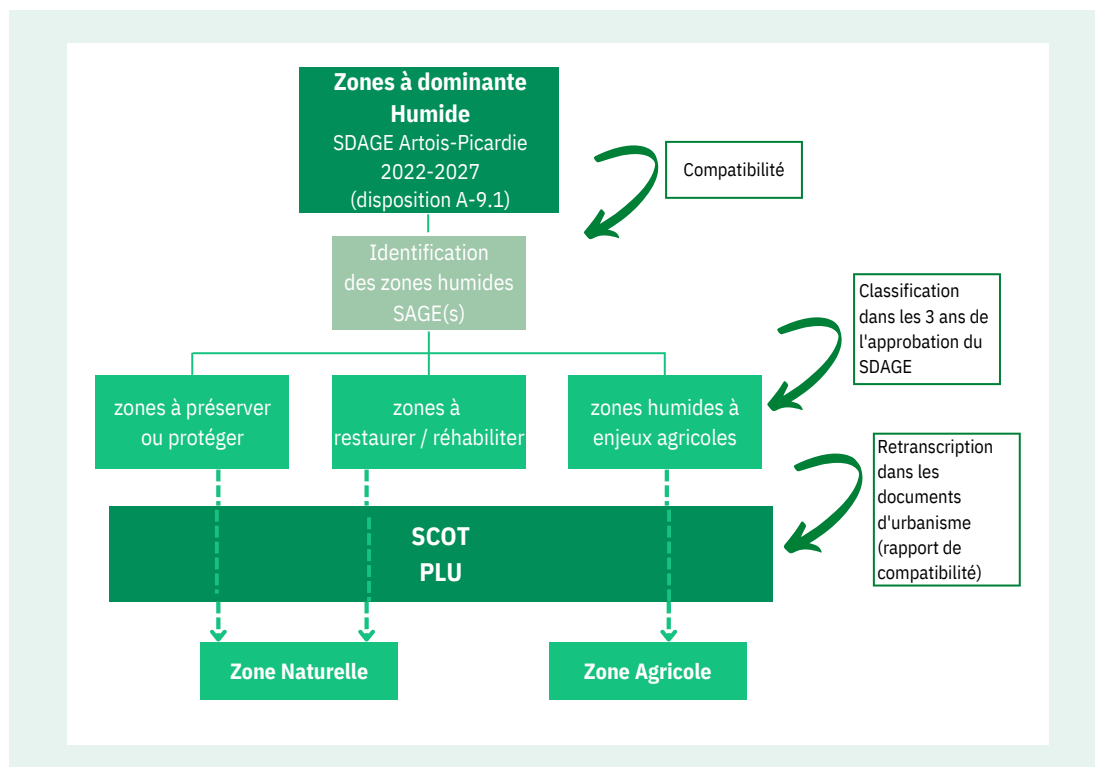 Zones à dominante
Humide
SDAGE Artois-Picardie
2022-2027
(disposition A-9.1)
Compatibilité
Identification
des zones humides
SAGE(s)
Classification
dans les 3 ans de
l'approbation du
SDAGE
zones à préserver
ou protéger
zones à
restaurer / réhabiliter
zones humides à
enjeux agricoles
Retranscription
dans les
documents
d'urbanisme
(rapport de
compatibilité)
SCOT
PLU
Zone Naturelle
Zone Agricole